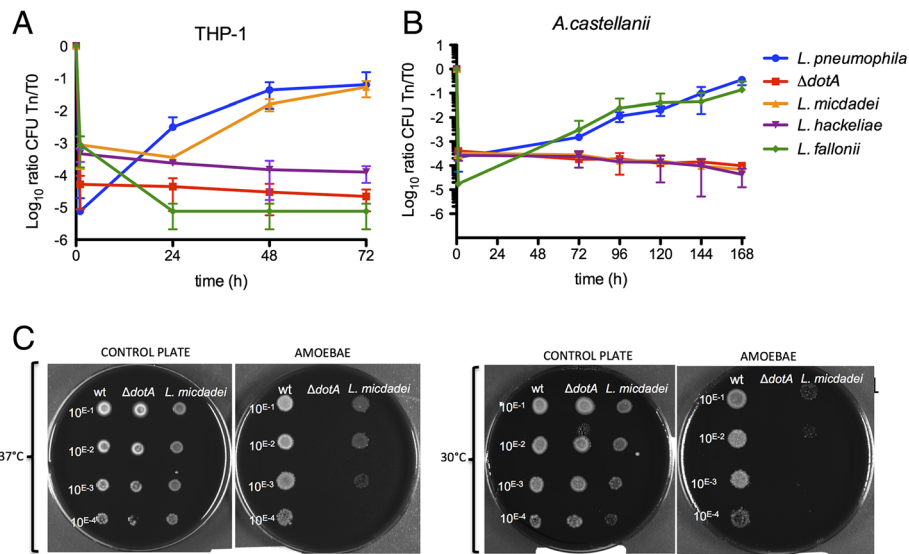 A
THP-1
Log10 ratio CFU Tn/T0
0
-1
-2
-3
-4
-5
-6
0
24
48
72
time (h)
B
A.castellanii
Log10 ratio CFU Tn/T0
1
0
-1
-2
-3
-4
-5
-6
0
24
48
72
96
120
144
168
time (h)
L. pneumophila
ΔdotA
L. micdadei
L. hackeliae
L. fallonii
C
CONTROL PLATE
AMOEBAE
37°C
wt ΔdotA L. micdadei
10E-1
10E-2
10E-3
10E-4
wt ΔdotA L. micdadei
10E-1
10E-2
10E-3
10E-4
CONTROL PLATE
AMOEBAE
30°C
wt ΔdotA L. micdadei
10E-1
10E-2
10E-3
10E-4
wt ΔdotA L. micdadei
10E-1
10E-2
10E-3
10E-4